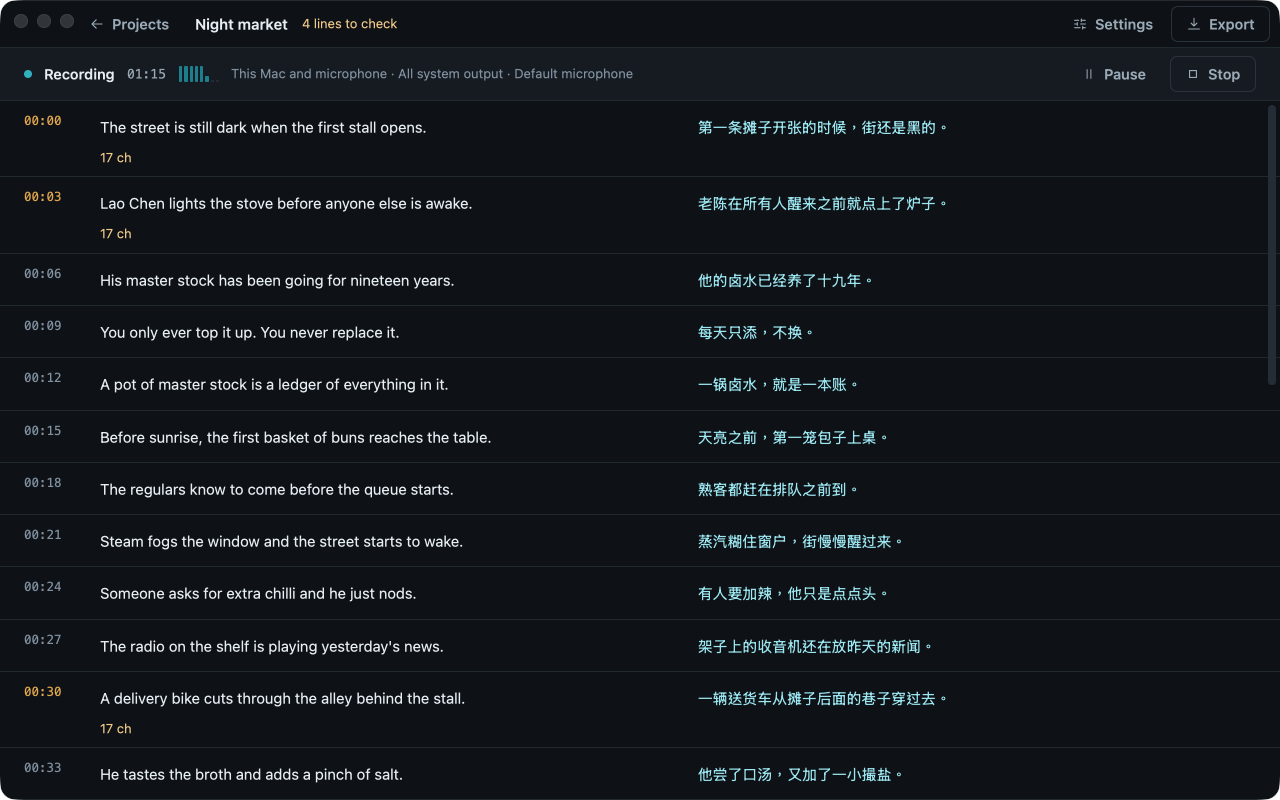 Projects
Night market
4 lines to check
Settings
Export
Recording
01:15
This Mac and microphone · All system output · Default microphone
Pause
Stop
00:00
The street is still dark when the first stall opens.
第一条摊子开张的时候，街还是黑的。
17 ch
00:03
Lao Chen lights the stove before anyone else is awake.
老陈在所有人醒来之前就点上了炉子。
17 ch
00:06
His master stock has been going for nineteen years.
他的卤水已经养了十九年。
00:09
You only ever top it up. You never replace it.
每天只添，不换。
00:12
A pot of master stock is a ledger of everything in it.
一锅卤水，就是一本账。
00:15
Before sunrise, the first basket of buns reaches the table.
天亮之前，第一笼包子上桌。
00:18
The regulars know to come before the queue starts.
熟客都赶在排队之前到。
00:21
Steam fogs the window and the street starts to wake.
蒸汽糊住窗户，街慢慢醒过来。
00:24
Someone asks for extra chilli and he just nods.
有人要加辣，他只是点点头。
00:27
The radio on the shelf is playing yesterday's news.
架子上的收音机还在放昨天的新闻。
00:30
A delivery bike cuts through the alley behind the stall.
一辆送货车从摊子后面的巷子穿过去。
17 ch
00:33
He tastes the broth and adds a pinch of salt.
他尝了口汤，又加了一小撮盐。